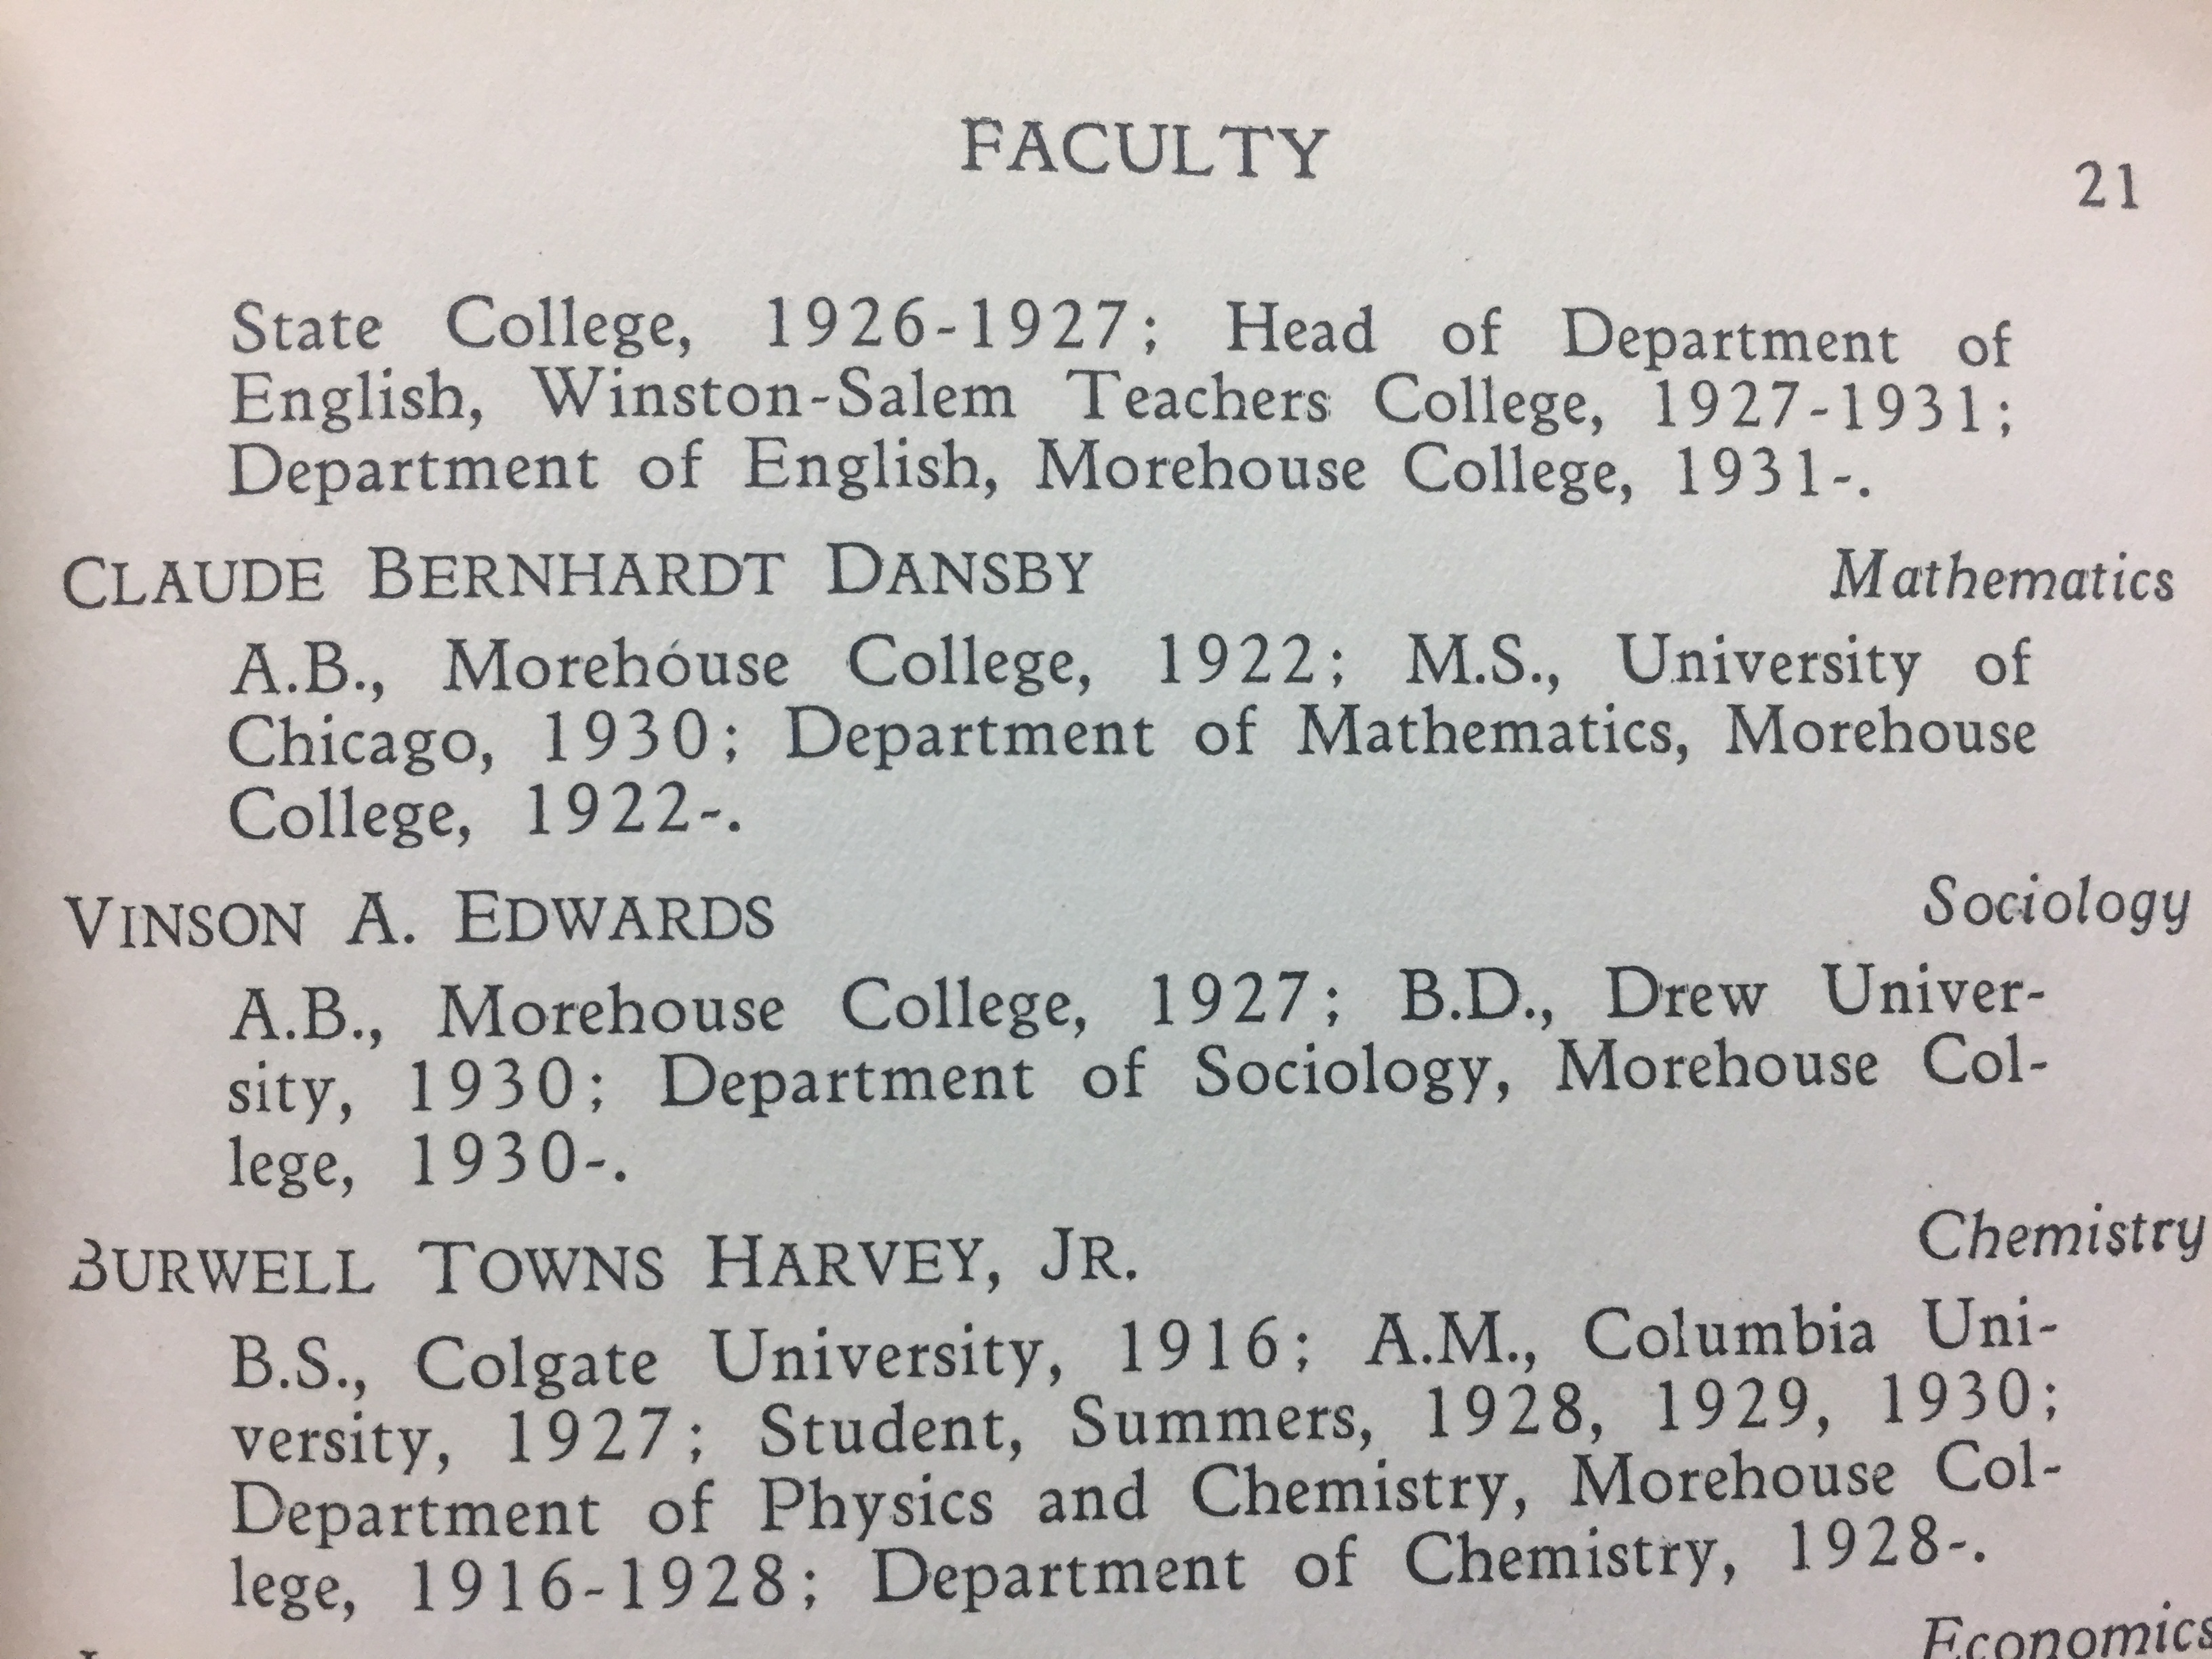 FACULTY
21
State College, 1926-1927; Head of Department of
English, Winston-Salem Teachers College, 1927-1931;
Department of English, Morehouse College, 1931-.
CLAUDE BERNHARDT DANSBY Mathematics
A.B., Morehouse College, 1922; M.S., University of
Chicago, 1930; Department of Mathematics, Morehouse
College, 1922-.
VINSON A. EDWARDS Sociology
A.B., Morehouse College, 1927; B.D., Drew Univer-
sity, 1930; Department of Sociology, Morehouse Col-
lege, 1930-.
BURWELL TOWNS HARVEY, JR. Chemistry
B.S., Colgate University, 1916; A.M., Columbia Uni-
versity, 1927; Student, Summers, 1928, 1929, 1930;
Department of Physics and Chemistry, Morehouse Col-
lege, 1916-1928; Department of Chemistry, 1928-.
Economics